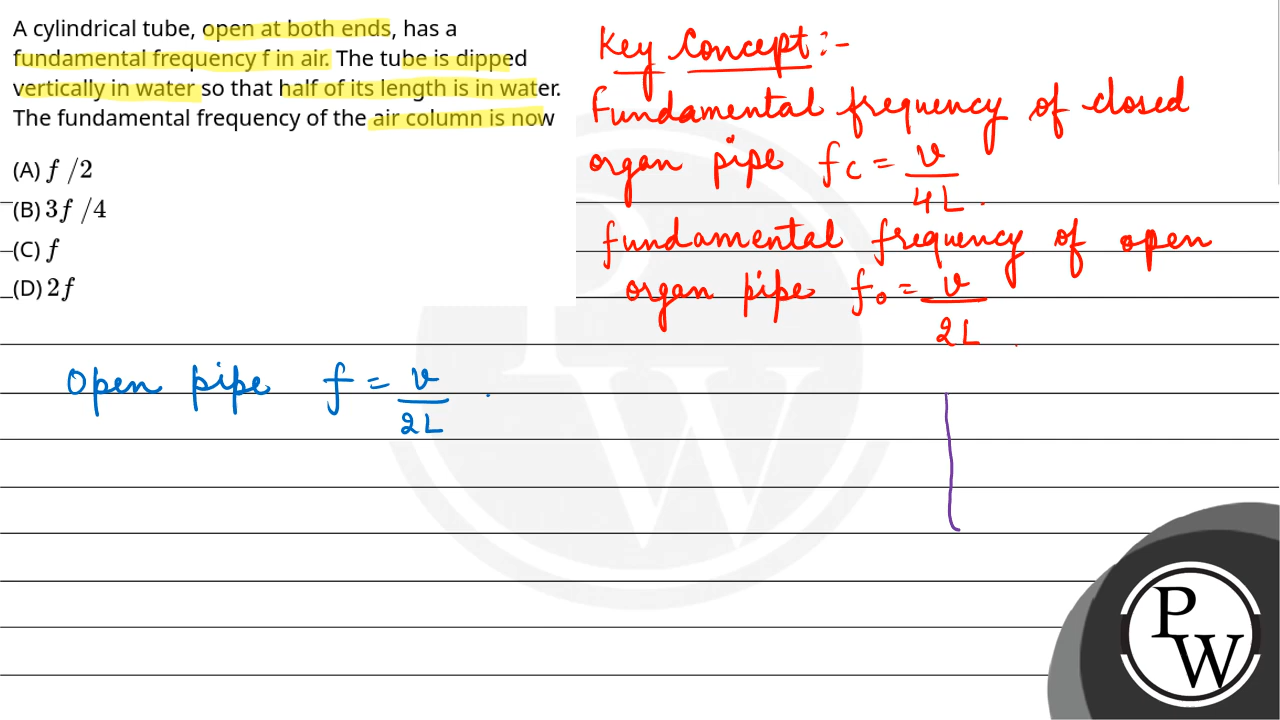 A cylindrical tube, open at both ends, has a
fundamental frequency f in air. The tube is dipped
vertically in water so that half of its length is in water.
The fundamental frequency of the air column is now
(A) f /2
(B) 3f /4
(C) f
(D) 2f
Key Concept :-
Fundamental frequency of closed
organ pipe fc = v/4L.
fundamental frequency of open
organ pipe fo = v/2L.
Open pipe f = v/2L.
PW
PW